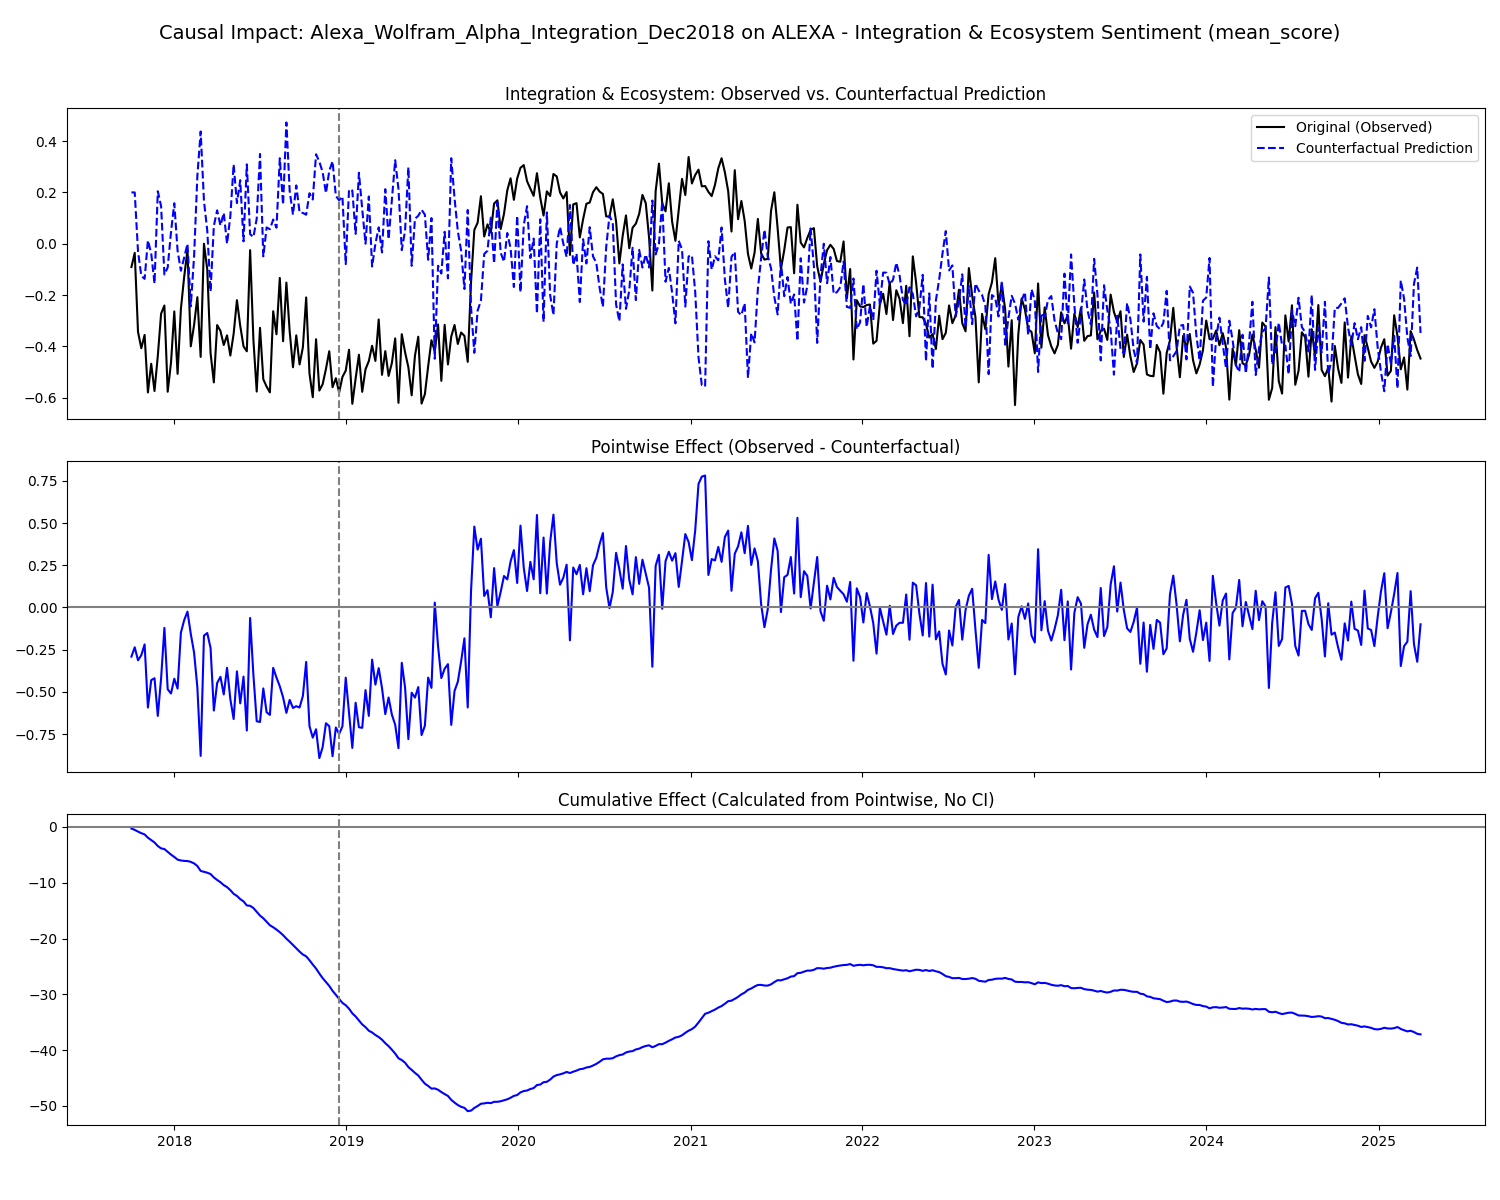 Causal Impact: Alexa_Wolfram_Alpha_Integration_Dec2018 on ALEXA - Integration & Ecosystem Sentiment (mean_score)
Integration & Ecosystem: Observed vs. Counterfactual Prediction
Original (Observed)
Counterfactual Prediction
0.4
0.2
0.0
−0.2
−0.4
−0.6
Pointwise Effect (Observed - Counterfactual)
0.75
0.50
0.25
0.00
−0.25
−0.50
−0.75
Cumulative Effect (Calculated from Pointwise, No CI)
0
−10
−20
−30
−40
−50
2018 2019 2020 2021 2022 2023 2024 2025